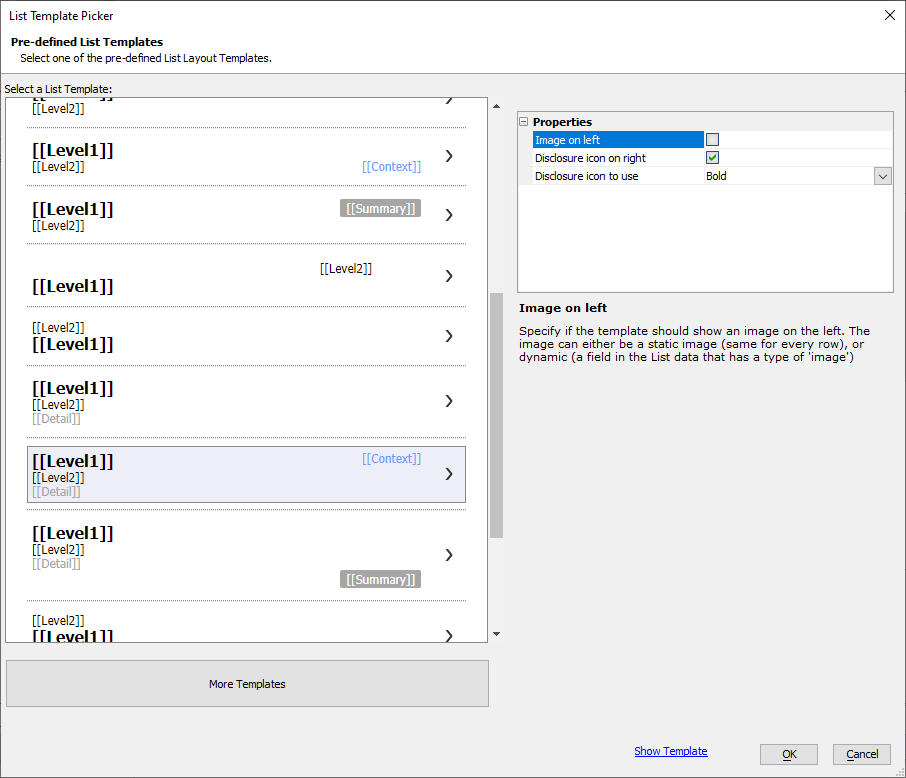 List Template Picker
Pre-defined List Templates
Select one of the pre-defined List Layout Templates.
Select a List Template:
[[Level2]]
[[Level1]]
[[Level2]]
[[Context]]
[[Level1]]
[[Summary]]
[[Level2]]
[[Level2]]
[[Level1]]
[[Level2]]
[[Level1]]
[[Level1]]
[[Level2]]
[[Detail]]
[[Level1]]
[[Context]]
[[Level2]]
[[Detail]]
[[Level1]]
[[Level2]]
[[Detail]]
[[Summary]]
[[Level2]]
[[Level1]]
More Templates
Properties
Image on left
Disclosure icon on right
Disclosure icon to use Bold
Image on left
Specify if the template should show an image on the left. The
image can either be a static image (same for every row), or
dynamic (a field in the List data that has a type of 'image')
Show Template
OK
Cancel